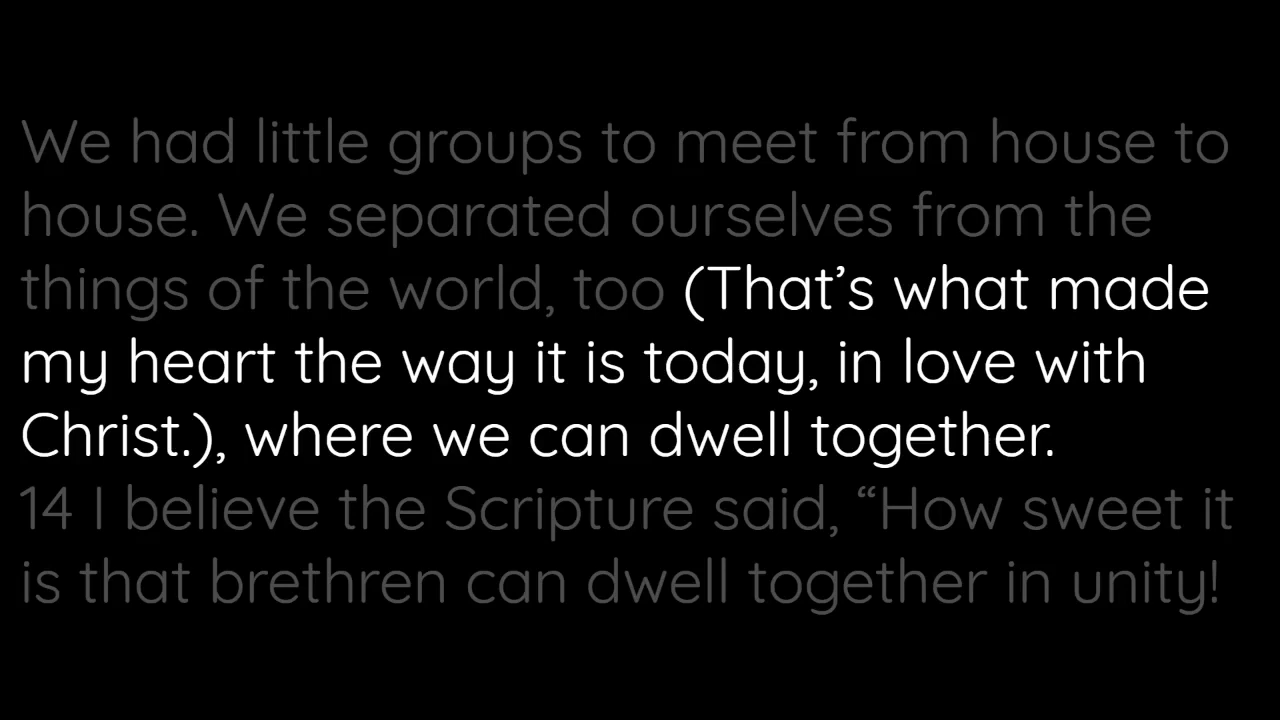 We had little groups to meet from house to
house. We separated ourselves from the
things of the world, too (That’s what made
my heart the way it is today, in love with
Christ.), where we can dwell together.
14 I believe the Scripture said, “How sweet it
is that brethren can dwell together in unity!